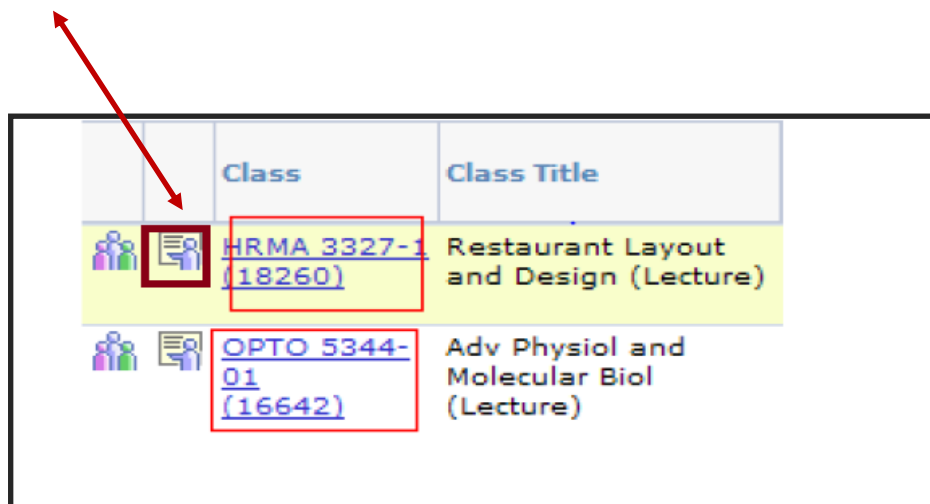 Class Class Title
HRMA 3327-1 Restaurant Layout
(18260) and Design (Lecture)
OPTO 5344- Adv Physiol and
01 Molecular Biol
(16642) (Lecture)